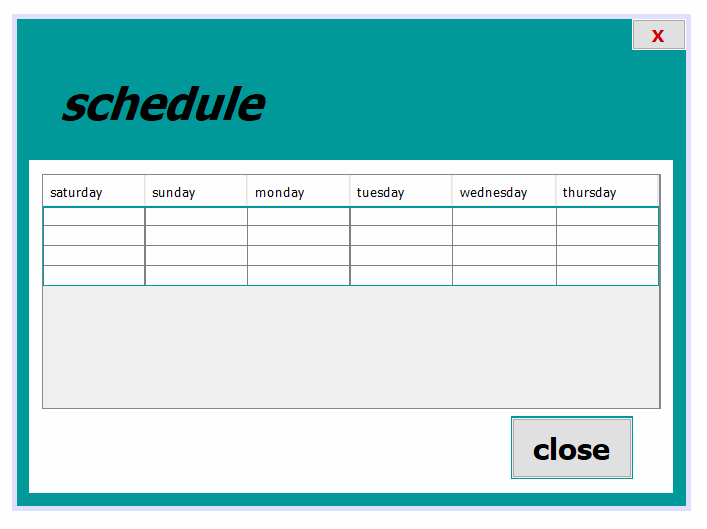 X
schedule
saturday sunday monday tuesday wednesday thursday
close